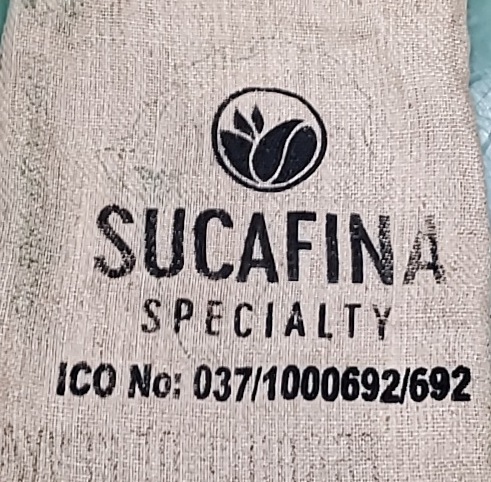 SUCAFINA
SPECIALTY
ICO No: 037/1000692/692